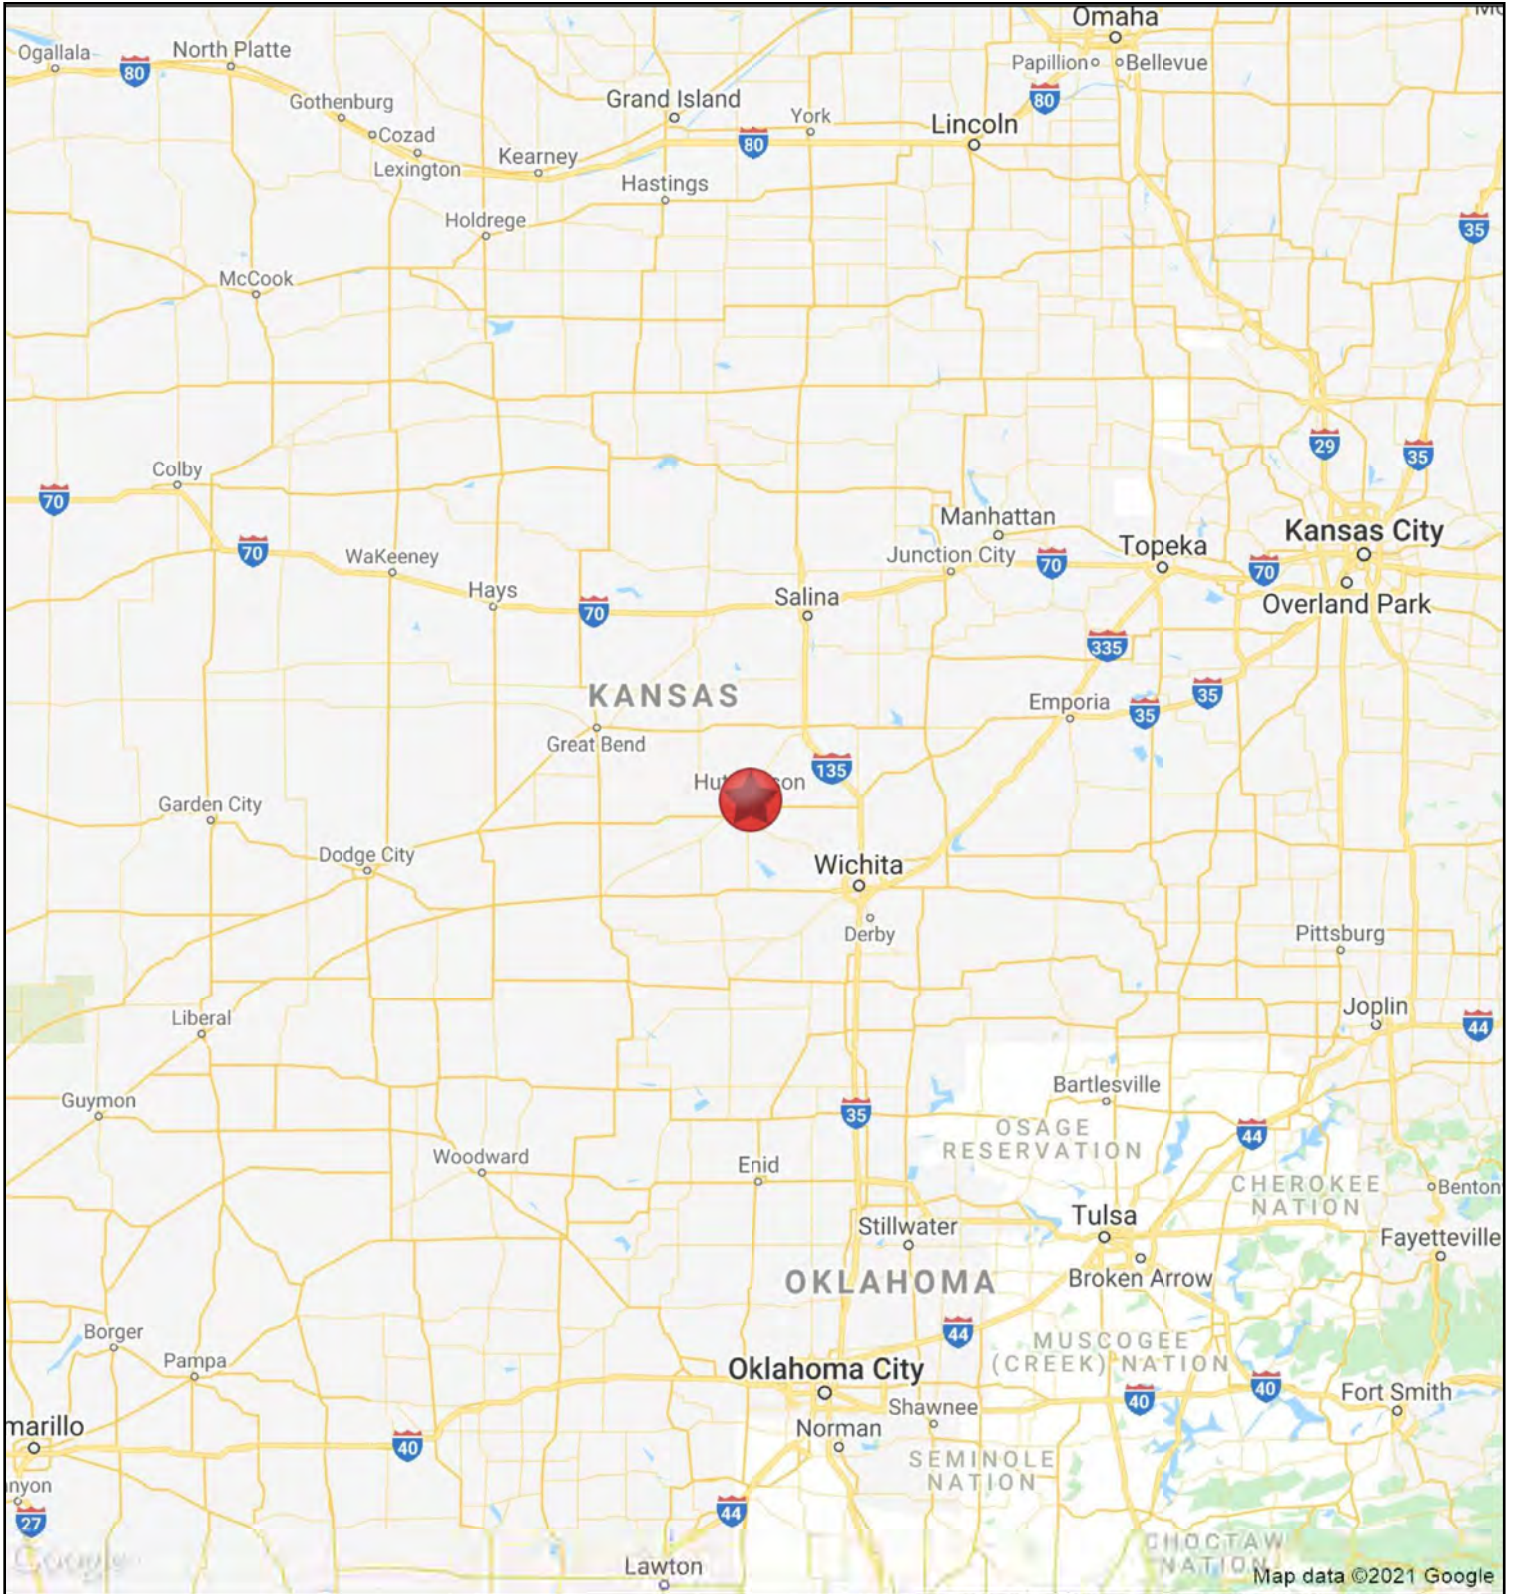 Omaha
Ogallala
North Platte
80
Papillion
Bellevue
Gothenburg
Grand Island
80
York
Lincoln
Cozad
80
Lexington
Kearney
Hastings
Holdrege
35
McCook
29
35
Colby
70
Manhattan
Kansas City
70
WaKeeney
Junction City
70
Topeka
70
Hays
70
Salina
Overland Park
335
KANSAS
Emporia
35
35
Great Bend
135
Garden City
Dodge City
Wichita
Derby
Pittsburg
Liberal
Joplin
44
Guymon
35
Bartlesville
OSAGE
RESERVATION
44
Woodward
Enid
CHEROKEE
NATION
Benton
Stillwater
Tulsa
Fayetteville
OKLAHOMA
Broken Arrow
Borger
44
MUSCOGEE
(CREEK) NATION
Pampa
Oklahoma City
40
40
Fort Smith
Shawnee
marillo
40
Norman
SEMINOLE
NATION
nyon
27
44
CHOCTAW
NATION
Google
Lawton
Map data ©2021 Google